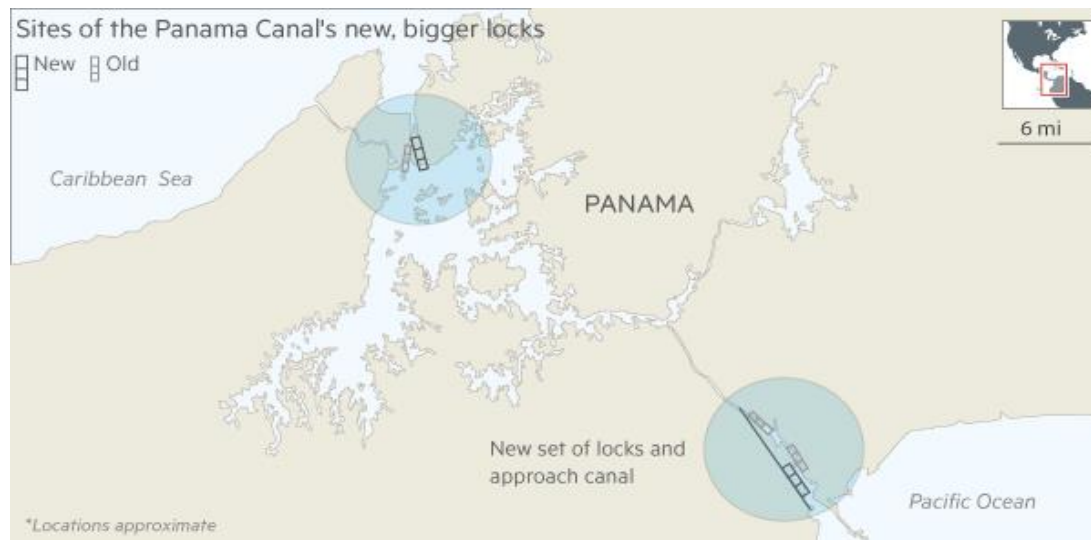 Sites of the Panama Canal's new, bigger locks
New Old
6 mi
Caribbean Sea
PANAMA
New set of locks and
approach canal
Pacific Ocean
*Locations approximate